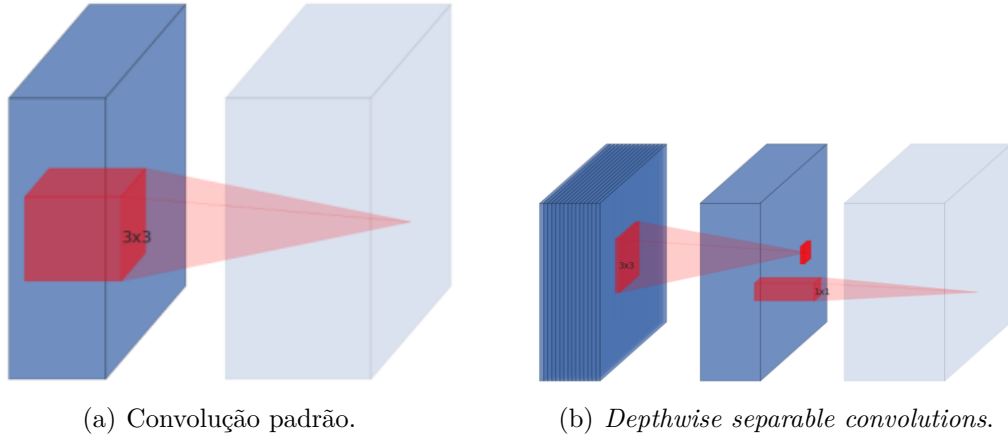 3x3
3x3
1x1
(a) Convolução padrão.
(b) Depthwise separable convolutions.